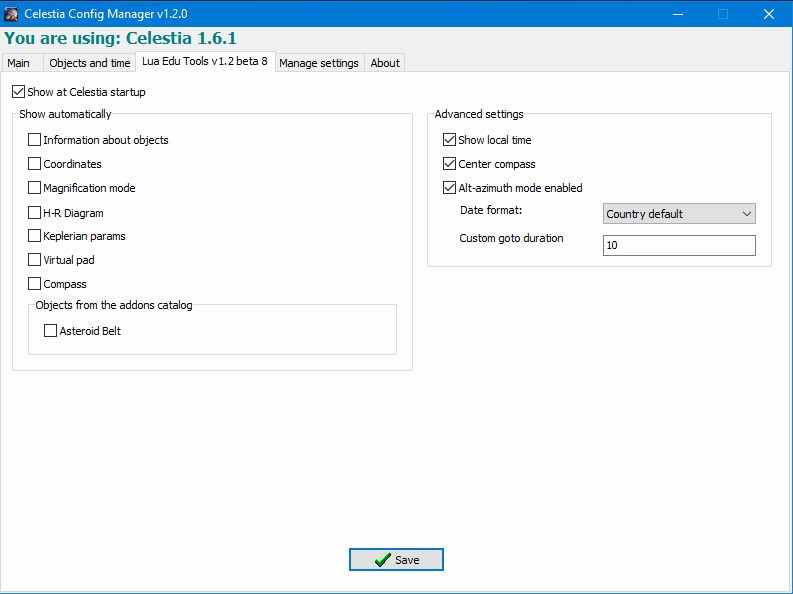 Celestia Config Manager v1.2.0
You are using: Celestia 1.6.1
Main Objects and time Lua Edu Tools v1.2 beta 8 Manage settings About
Show at Celestia startup
Show automatically
Information about objects
Coordinates
Magnification mode
H-R Diagram
Keplerian params
Virtual pad
Compass
Objects from the addons catalog
Asteroid Belt
Advanced settings
Show local time
Center compass
Alt-azimuth mode enabled
Date format: Country default
Custom goto duration 10
Save